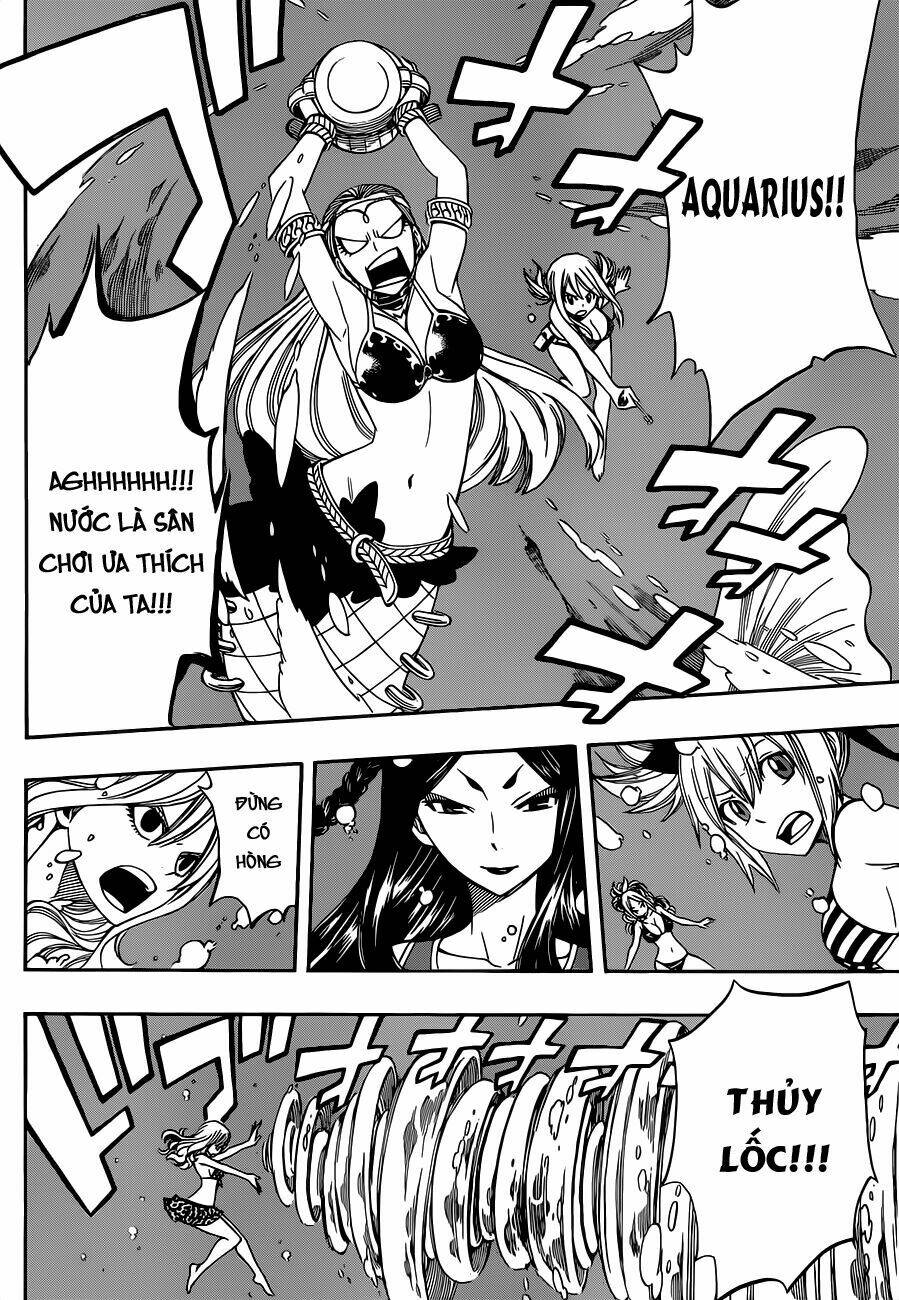 AQUARIUS!!
AGHHHHHH!!!
NƯỚC LÀ SÂN
CHƠI ƯA THÍCH
CỦA TA!!!
ĐỪNG
CÓ
HÒNG
THỦY
LỐC!!!